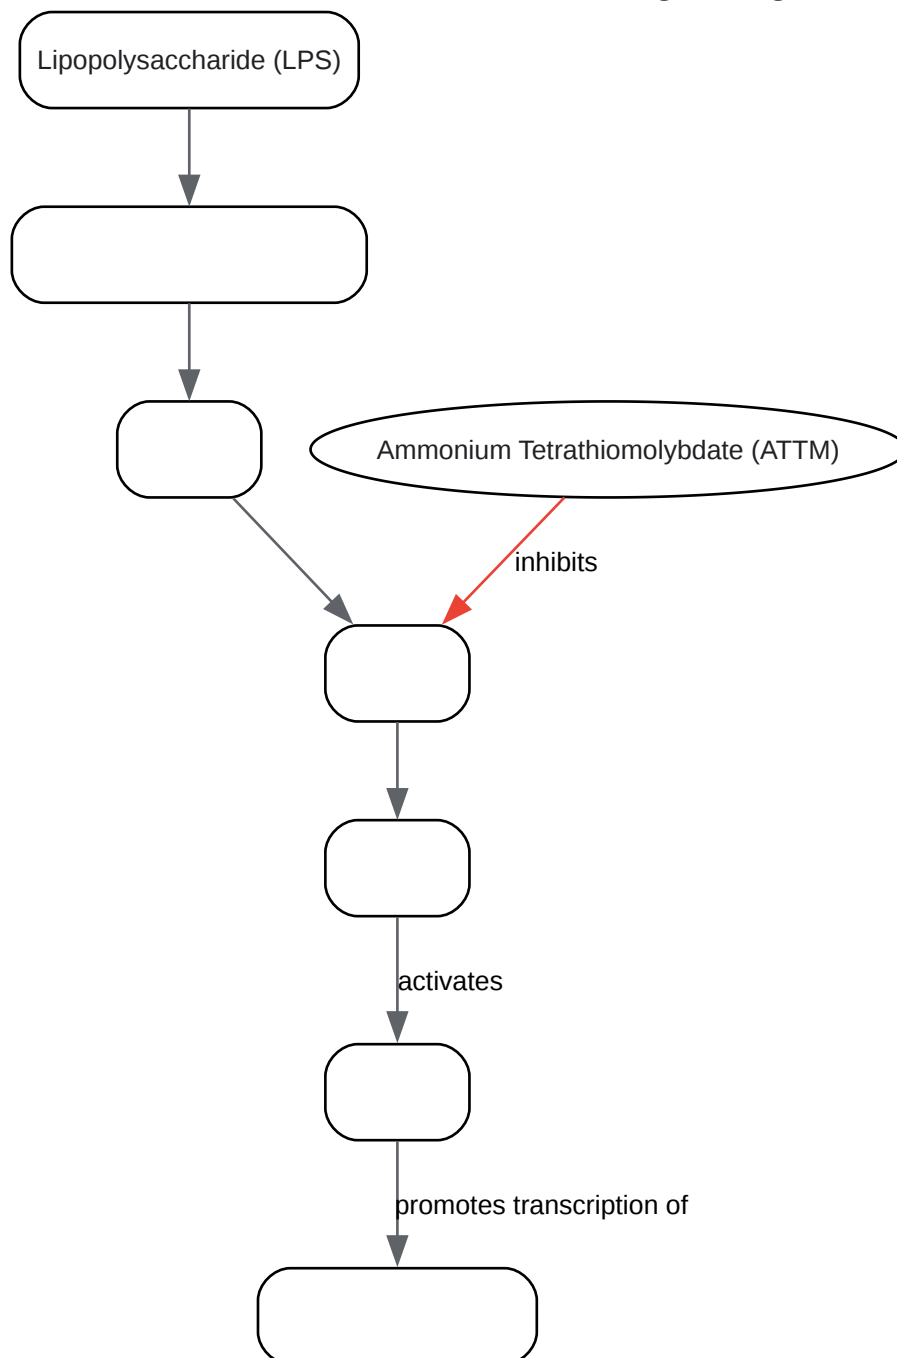 Lipopolysaccharide (LPS)
Ammonium Tetrathiomolybdate (ATTM)
inhibits
activates
promotes transcription of